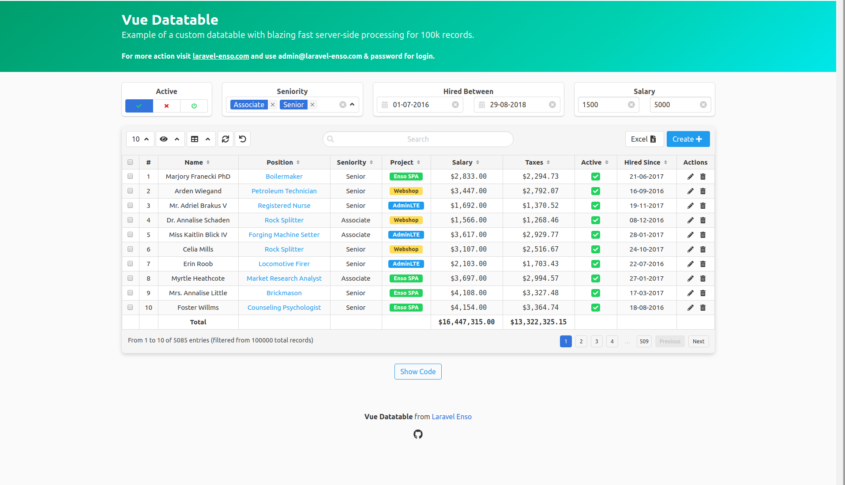 Vue Datatable
Example of a custom datatable with blazing fast server-side processing for 100k records.
For more action visit laravel-enso.com and use admin@laravel-enso.com & password for login.
Active Seniority Hired Between Salary
Associate × Senior × 01-07-2016 29-08-2018 1500 5000
10 Search Excel Create
# Name Position Seniority Project Salary Taxes Active Hired Since Actions
1 Marjory Franecki PhD Boilermaker Senior Enso SPA $2,833.00 $2,294.73 21-06-2017
2 Arden Wiegand Petroleum Technician Senior Webshop $3,447.00 $2,792.07 16-09-2016
3 Mr. Adriel Brakus V Registered Nurse Senior AdminLTE $1,692.00 $1,370.52 19-11-2017
4 Dr. Annalise Schaden Rock Splitter Associate Webshop $1,566.00 $1,268.46 08-12-2016
5 Miss Kaitlin Blick IV Forging Machine Setter Associate AdminLTE $3,617.00 $2,929.77 28-01-2017
6 Celia Mills Rock Splitter Senior Webshop $3,107.00 $2,516.67 24-10-2017
7 Erin Roob Locomotive Firer Senior AdminLTE $2,103.00 $1,703.43 22-07-2016
8 Myrtle Heathcote Market Research Analyst Associate Enso SPA $3,697.00 $2,994.57 27-01-2017
9 Mrs. Annalise Little Brickmason Senior Enso SPA $4,108.00 $3,327.48 17-03-2017
10 Foster Willms Counseling Psychologist Senior Enso SPA $4,154.00 $3,364.74 18-08-2016
Total $16,447,315.00 $13,322,325.15
From 1 to 10 of 5085 entries (filtered from 100000 total records) 1 2 3 4 ... 509 Previous Next
Show Code
Vue Datatable from Laravel Enso